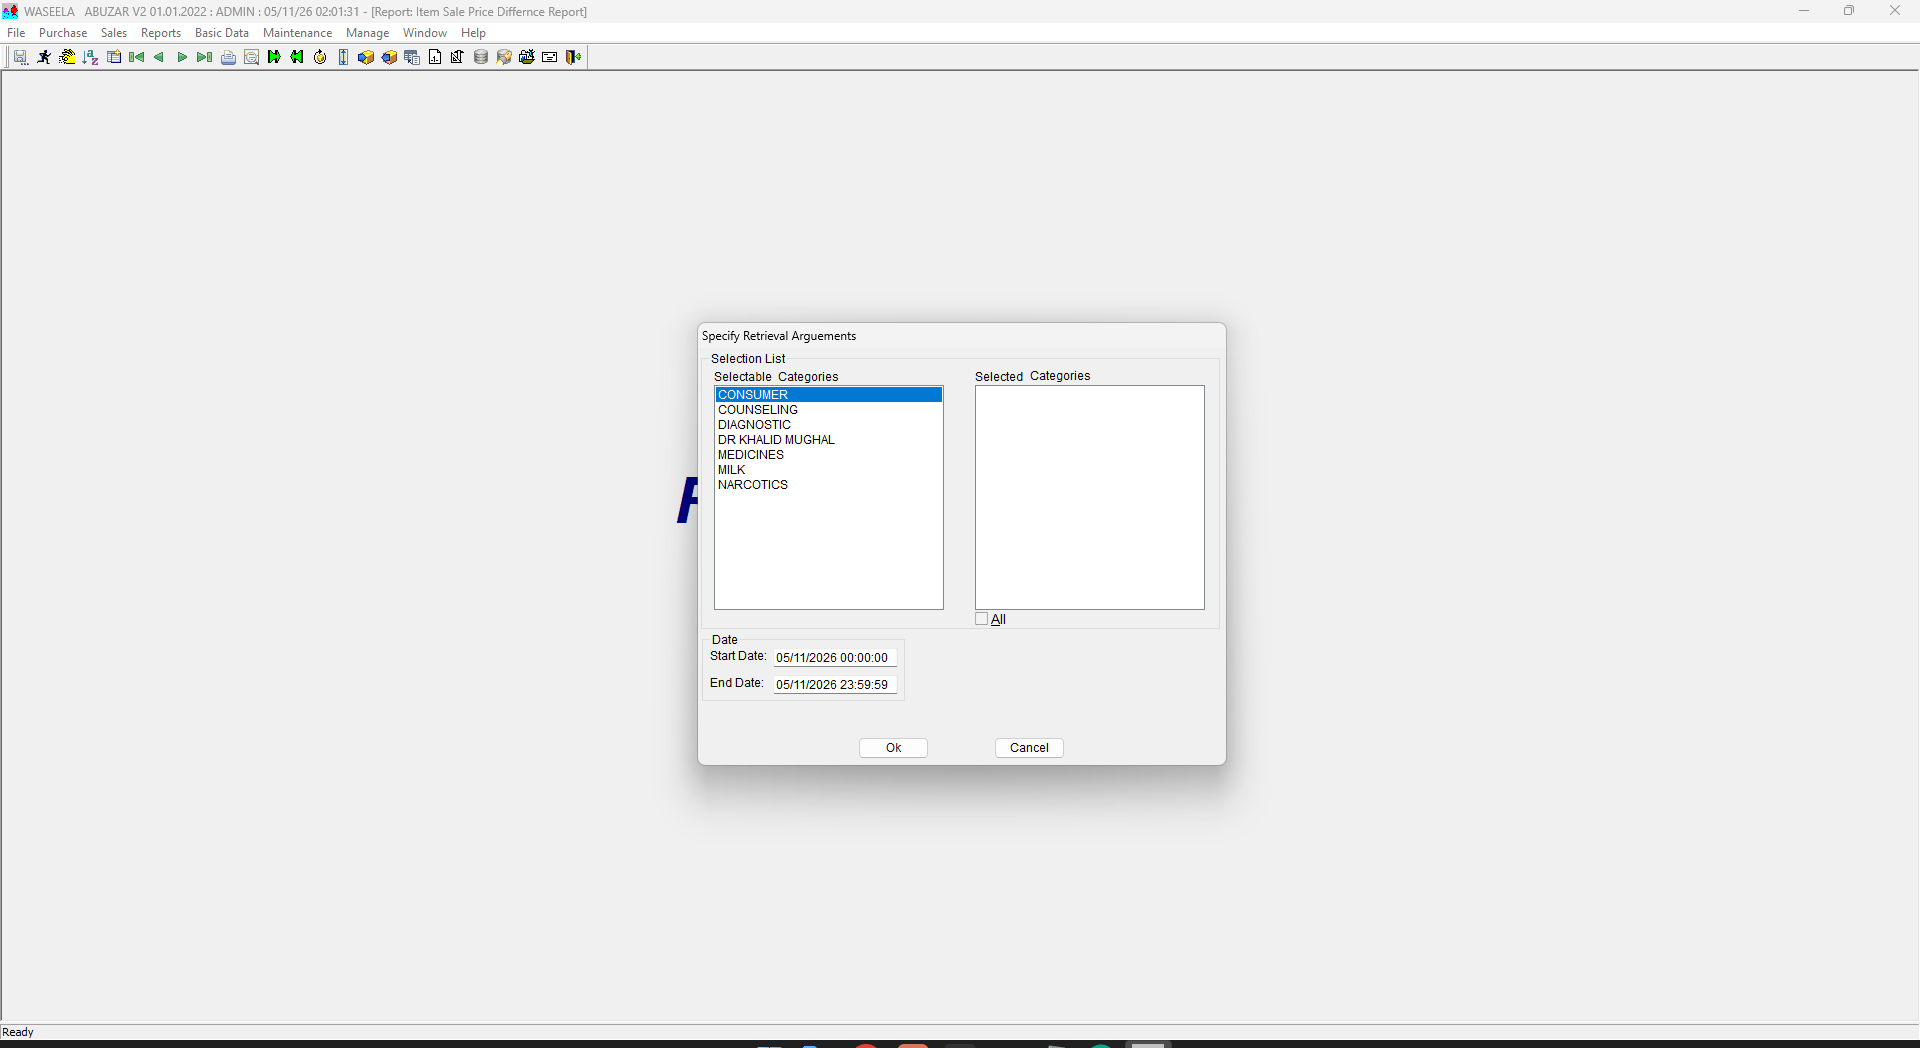 WASEELA   ABUZAR V2 01.01.2022 : ADMIN : 05/11/26 02:01:31 - [Report: Item Sale Price Differnce Report]
File Purchase Sales Reports Basic Data Maintenance Manage Window Help
Specify Retrieval Arguements
Selection List
Selectable Categories
CONSUMER
COUNSELING
DIAGNOSTIC
DR KHALID MUGHAL
MEDICINES
MILK
NARCOTICS
Selected Categories
All
Date
Start Date: 05/11/2026 00:00:00
End Date: 05/11/2026 23:59:59
Ok Cancel
Ready